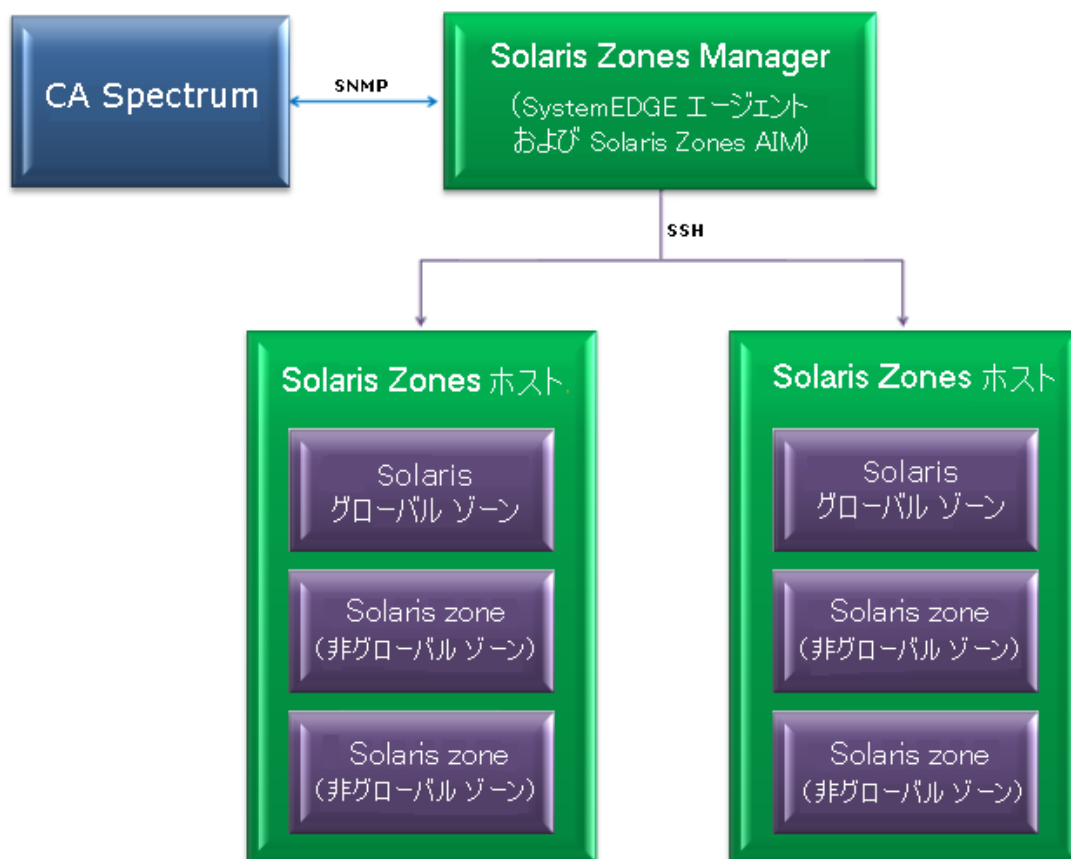 CA Spectrum
SNMP
Solaris Zones Manager
(SystemEDGE エージェント
および Solaris Zones AIM)
SSH
Solaris Zones ホスト
Solaris
グローバル ゾーン
Solaris zone
(非グローバル ゾーン)
Solaris zone
(非グローバル ゾーン)
Solaris Zones ホスト
Solaris
グローバル ゾーン
Solaris zone
(非グローバル ゾーン)
Solaris zone
(非グローバル ゾーン)